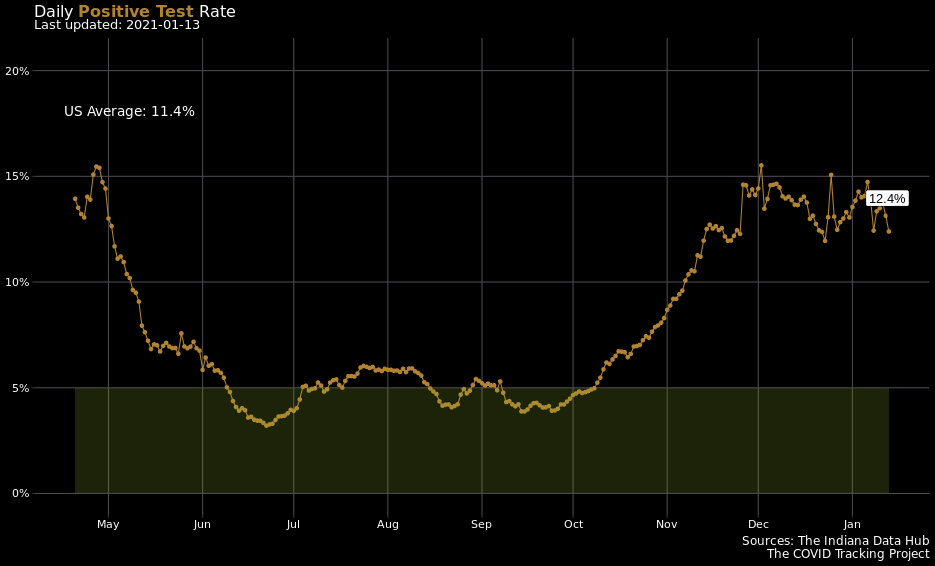 Daily Positive Test Rate
Last updated: 2021-01-13
20%
US Average: 11.4%
15%
12.4%
10%
5%
0%
May Jun Jul Aug Sep Oct Nov Dec Jan
Sources: The Indiana Data Hub
The COVID Tracking Project